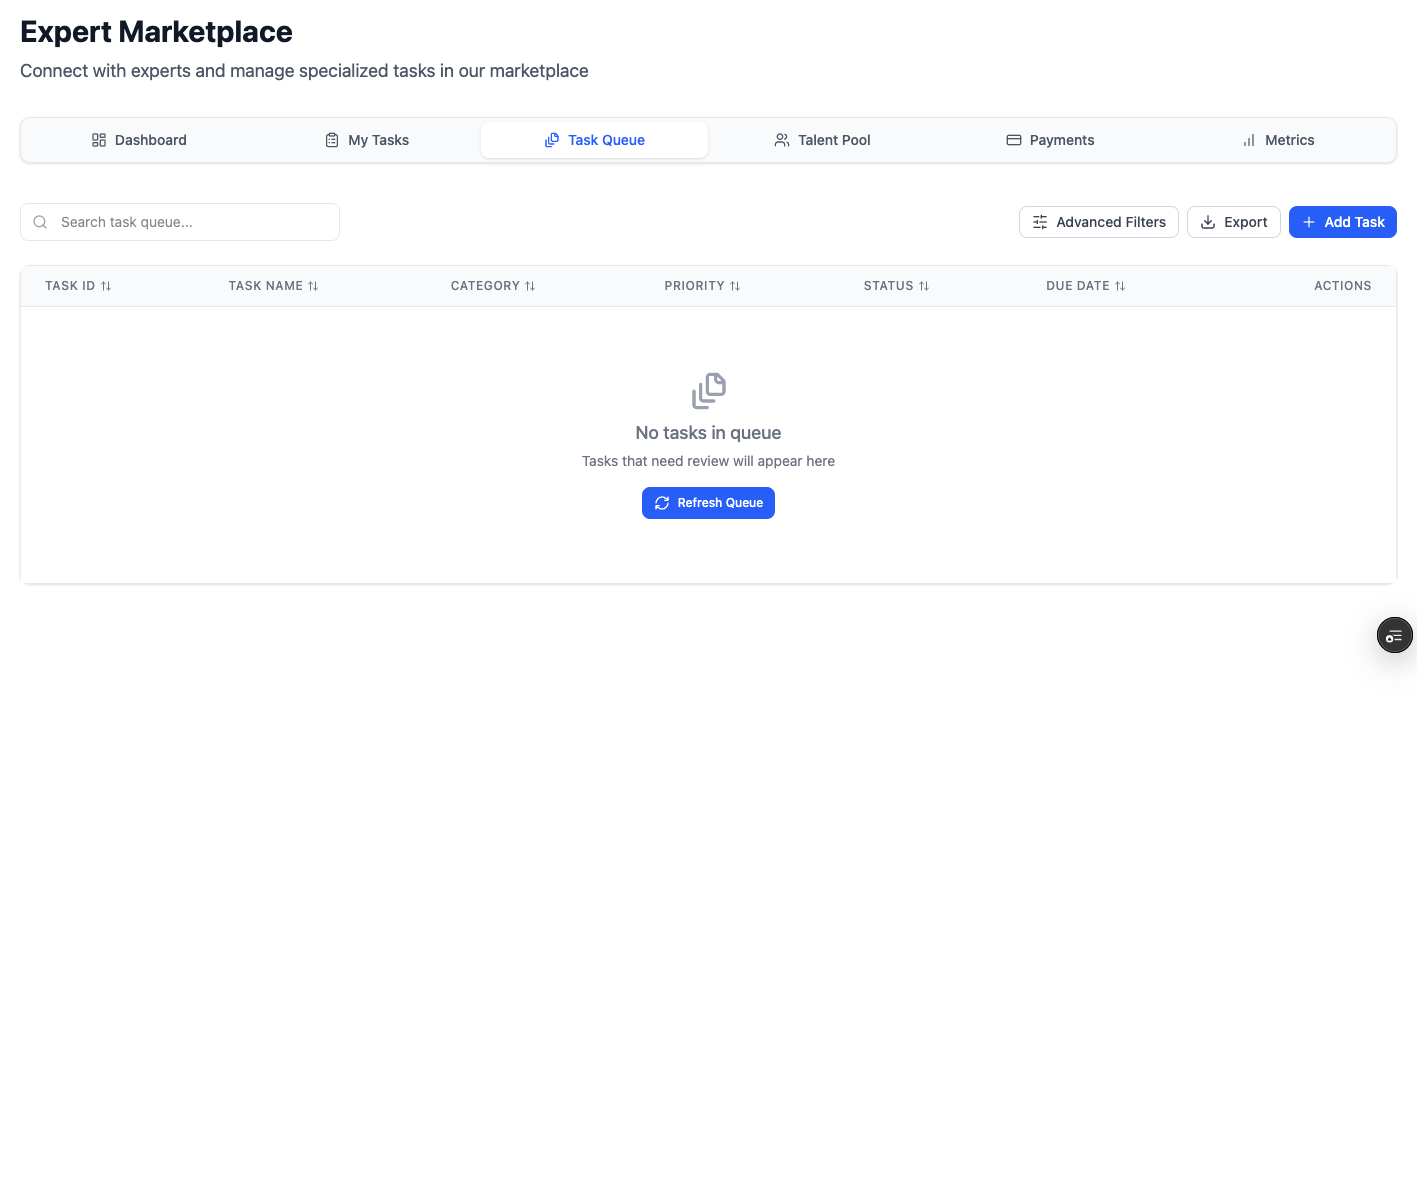 Expert Marketplace
Connect with experts and manage specialized tasks in our marketplace
Dashboard My Tasks Task Queue Talent Pool Payments Metrics
Search task queue... Advanced Filters Export Add Task
TASK ID TASK NAME CATEGORY PRIORITY STATUS DUE DATE ACTIONS
No tasks in queue
Tasks that need review will appear here
Refresh Queue